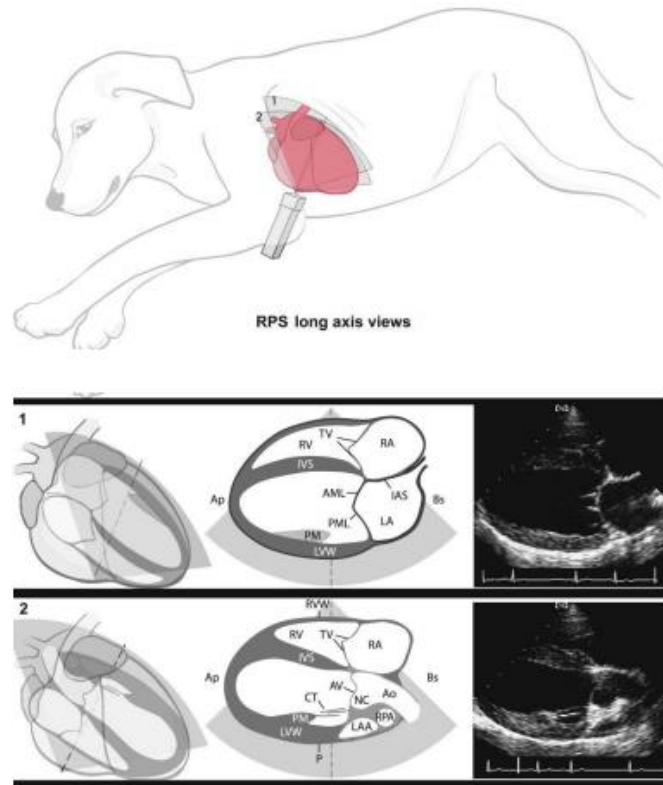 1
2
RPS long axis views
1
TV
RA
RV
IVS
Ap
AML
IAS
Bs
PML
LA
PM
LVW
2
RVW
RV
TV
RA
IVS
Ap
Bs
AV
Ao
CT
NC
PM
RPA
LAA
LVW
P